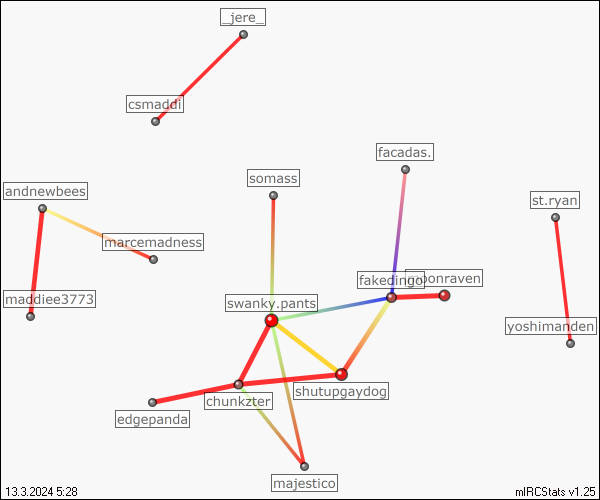 _jere_
csmaddi
facadas.
somass
andnewbees
st.ryan
marcemadness
fakedingo
moonraven
maddiee3773
swanky.pants
yoshimanden
shutupgaydog
chunkzter
edgepanda
majestico
13.3.2024 5:28
mIRCStats v1.25